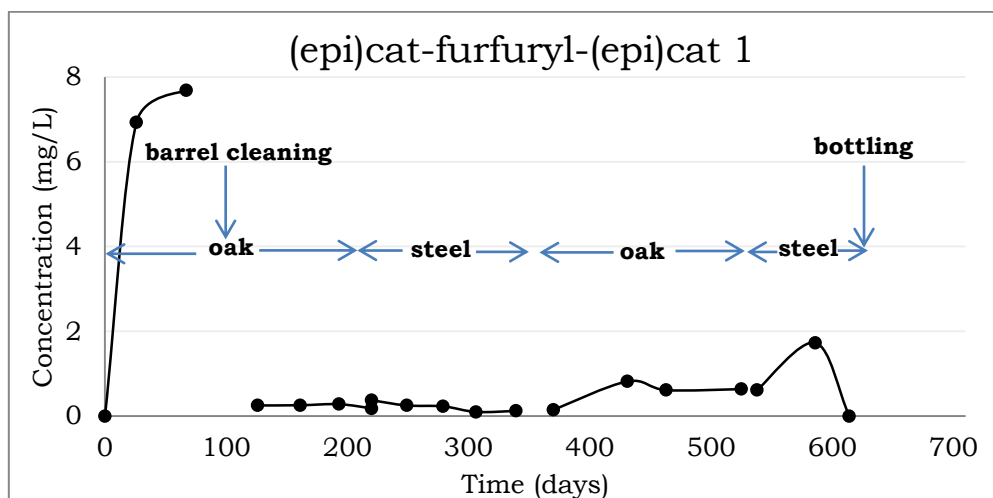 (epi)cat-furfuryl-(epi)cat 1
Concentration (mg/L)
8
6
4
2
0
barrel cleaning
bottling
oak
steel
oak
steel
0 100 200 300 400 500 600 700
Time (days)